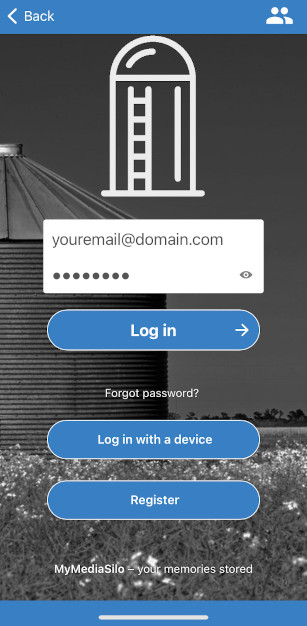 Back
youremail@domain.com
●●●●●●●●
Log in
Forgot password?
Log in with a device
Register
MyMediaSilo – your memories stored